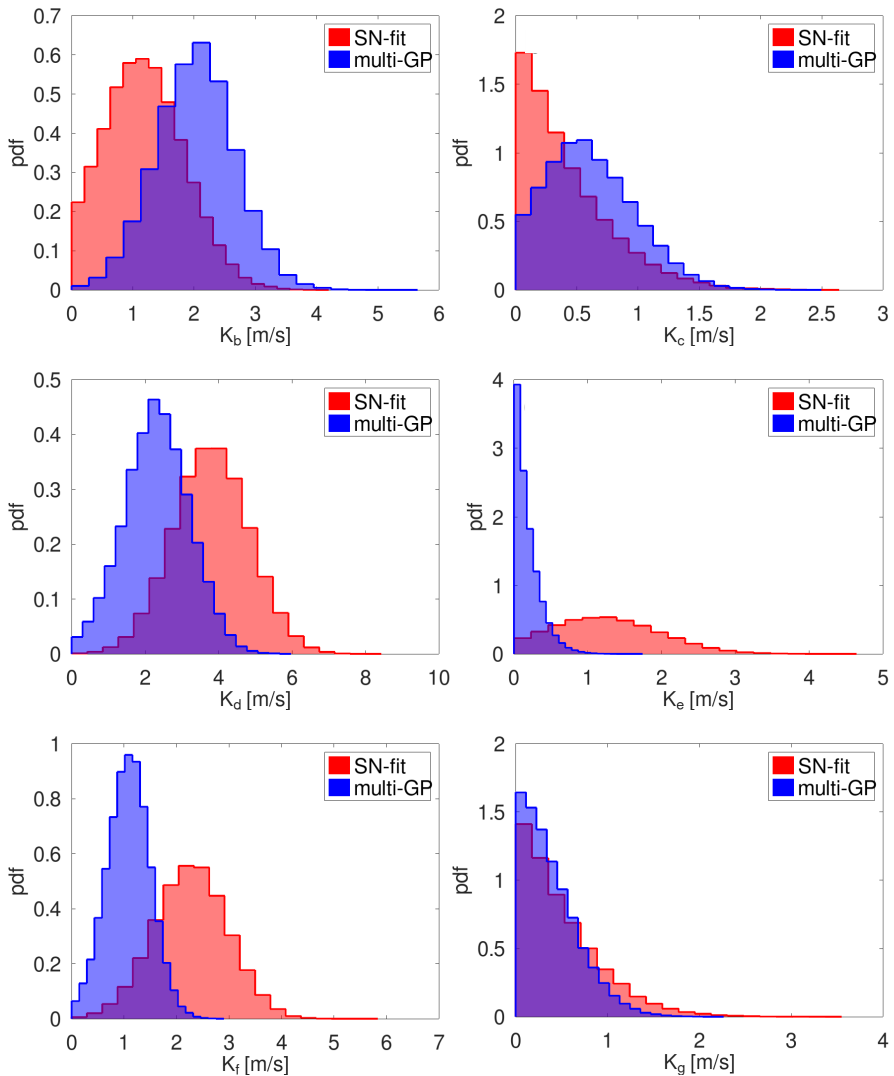 0.7
0.6
0.5
0.4
0.3
0.2
0.1
0
pdf
SN-fit
multi-GP
0 1 2 3 4 5 6
K_b [m/s]
2
1.5
1
0.5
0
pdf
SN-fit
multi-GP
0 0.5 1 1.5 2 2.5 3
K_c [m/s]
0.5
0.4
0.3
0.2
0.1
0
pdf
SN-fit
multi-GP
0 2 4 6 8 10
K_d [m/s]
4
3
2
1
0
pdf
SN-fit
multi-GP
0 1 2 3 4 5
K_e [m/s]
1
0.8
0.6
0.4
0.2
0
pdf
SN-fit
multi-GP
0 1 2 3 4 5 6 7
K_f [m/s]
2
1.5
1
0.5
0
pdf
SN-fit
multi-GP
0 1 2 3 4
K_g [m/s]